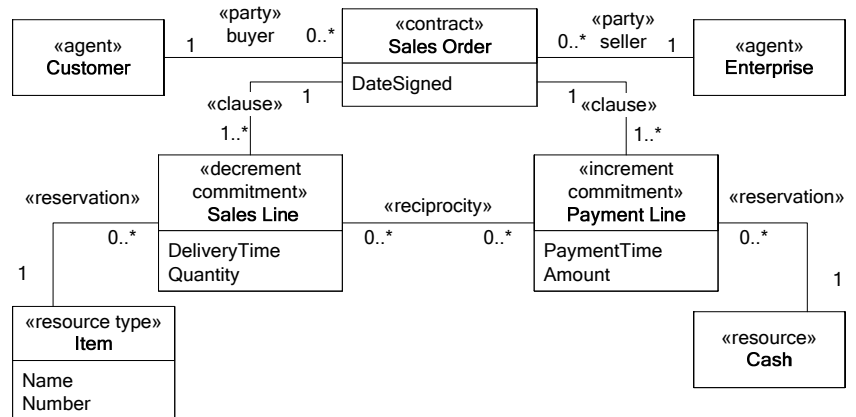 «party»
buyer
1
0..*
«contract»
Sales Order
DateSigned
«party»
seller
0..*
1
«agent»
Customer
«agent»
Enterprise
«clause»
1
1..*
1
«clause»
1..*
«reservation»
0..*
1
«decrement
commitment»
Sales Line
DeliveryTime
Quantity
«reciprocity»
0..*
0..*
«increment
commitment»
Payment Line
PaymentTime
Amount
«reservation»
0..*
1
«resource type»
Item
Name
Number
«resource»
Cash